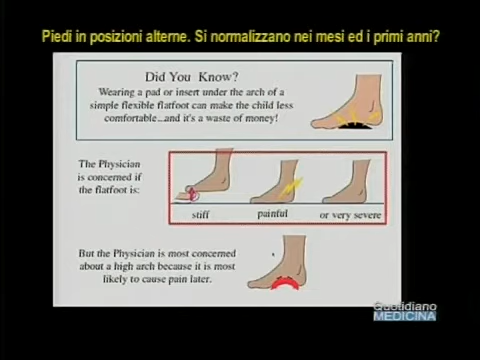 Piedi in posizioni alterne. Si normalizzano nei mesi ed i primi anni?
Did You Know?
Wearing a pad or insert under the arch of a
simple flexible flatfoot can make the child less
comfortable...and it's a waste of money!
The Physician
is concerned if
the flatfoot is:
stiff
painful
or very severe
But the Physician is most concerned
about a high arch because it is most
likely to cause pain later.
Quotidiano
MEDICINA